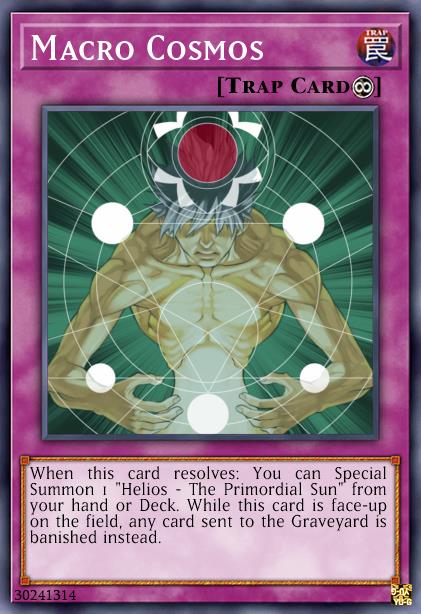 Macro Cosmos
TRAP
罠
[Trap Card]
When this card resolves: You can Special
Summon 1 "Helios - The Primordial Sun" from
your hand or Deck. While this card is face-up
on the field, any card sent to the Graveyard is
banished instead.
30241314